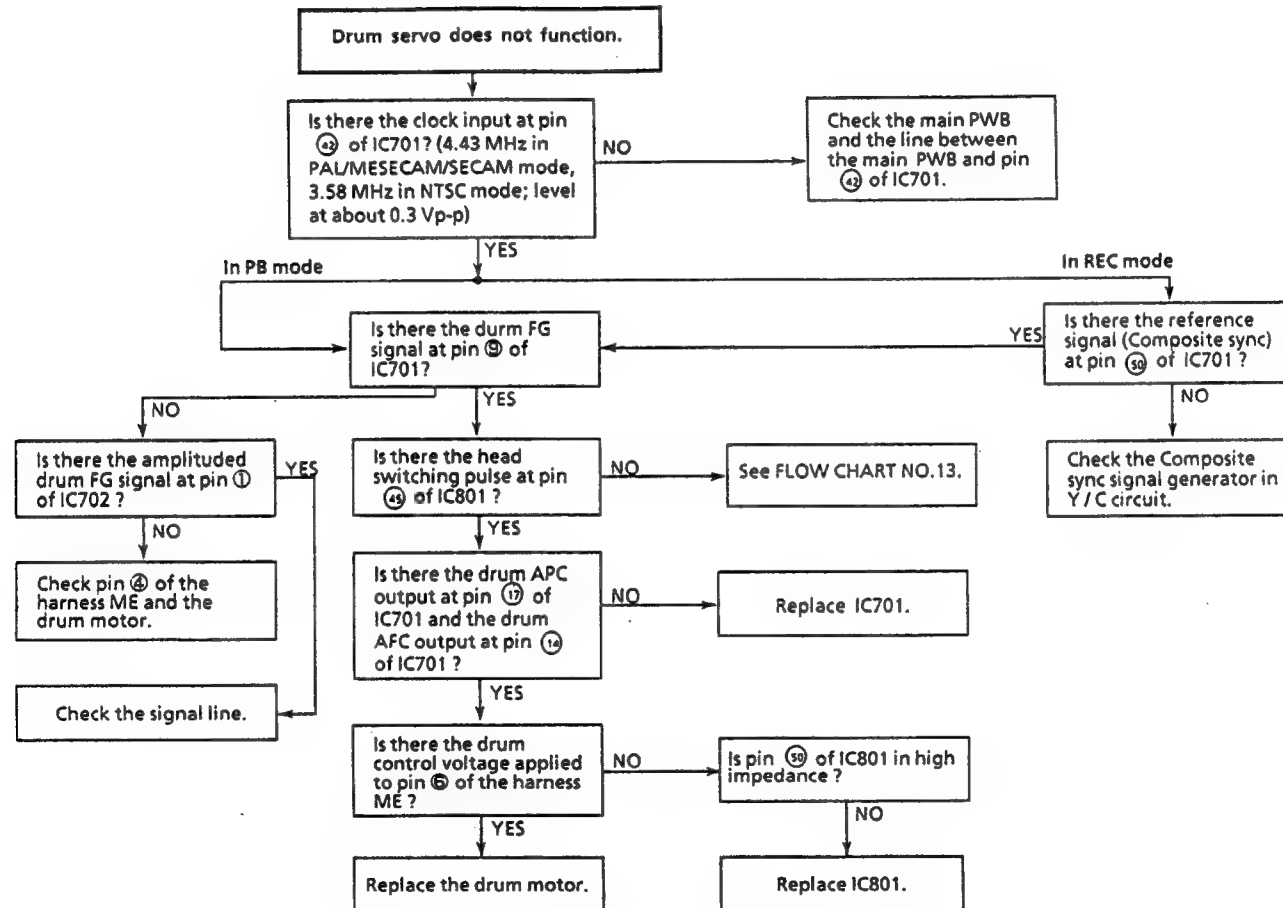 Drum servo does not function.
Is there the clock input at pin
㊷ of IC701? (4.43 MHz in
PAL/MESECAM/SECAM mode,
3.58 MHz in NTSC mode; level
at about 0.3 Vp-p)
NO
Check the main PWB
and the line between
the main PWB and pin
㊷ of IC701.
YES
In PB mode
In REC mode
Is there the durm FG
signal at pin ⑨ of
IC701?
YES
Is there the reference
signal (Composite sync)
at pin ㊿ of IC701 ?
NO
YES
NO
Is there the amplituded
drum FG signal at pin ①
of IC702 ?
YES
Is there the head
switching pulse at pin
㊺ of IC801 ?
NO
See FLOW CHART NO.13.
Check the Composite
sync signal generator in
Y / C circuit.
NO
YES
Check pin ④ of the
harness ME and the
drum motor.
Is there the drum APC
output at pin ⑰ of
IC701 and the drum
AFC output at pin ⑭
of IC701 ?
NO
Replace IC701.
Check the signal line.
YES
Is there the drum
control voltage applied
to pin ⑥ of the harness
ME ?
NO
Is pin ㊿ of IC801 in high
impedance ?
YES
NO
Replace the drum motor.
Replace IC801.